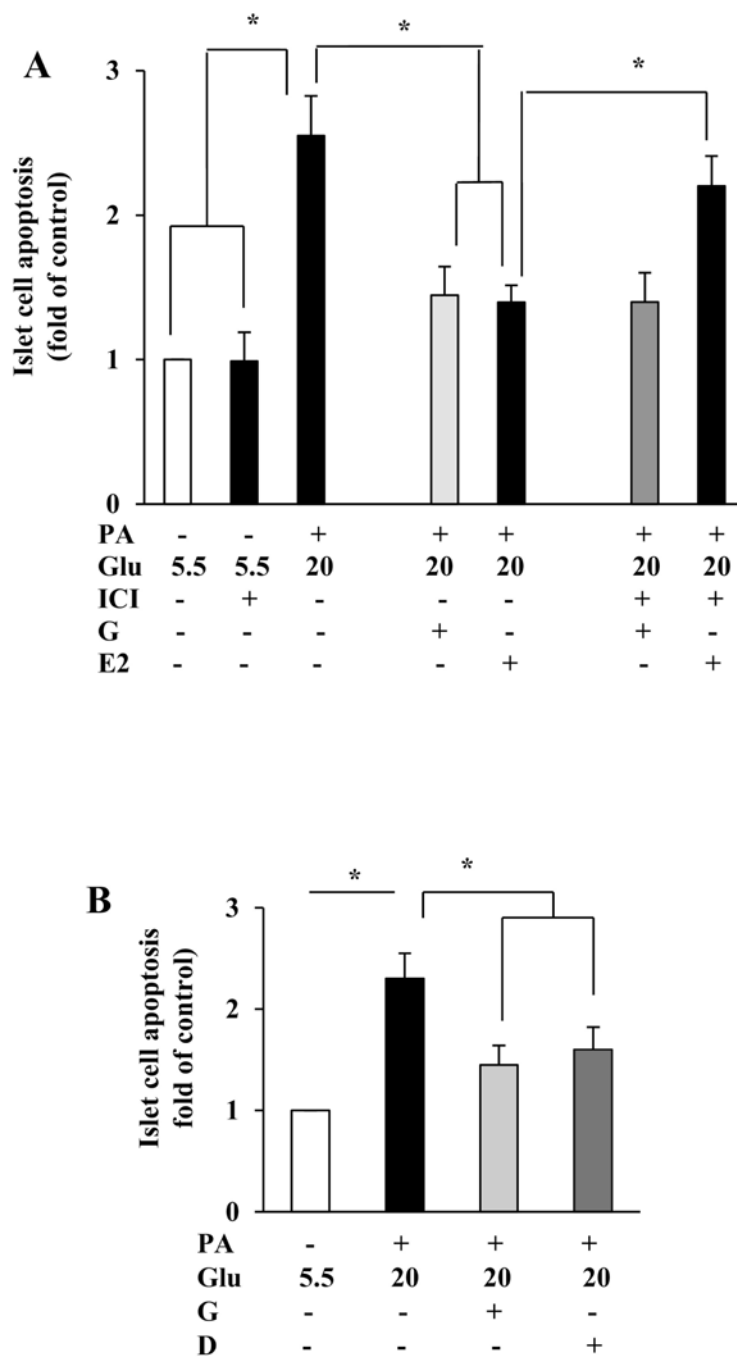 A
* * *
Islet cell apoptosis
(fold of control)
3
2
1
0
PA - - + + + + +
Glu 5.5 5.5 20 20 20 20 20
ICI - + - - - + +
G - - - + - + -
E2 - - - - + - +
B
* *
Islet cell apoptosis
fold of control)
3
2
1
0
PA - + + +
Glu 5.5 20 20 20
G - - + -
D - - - +